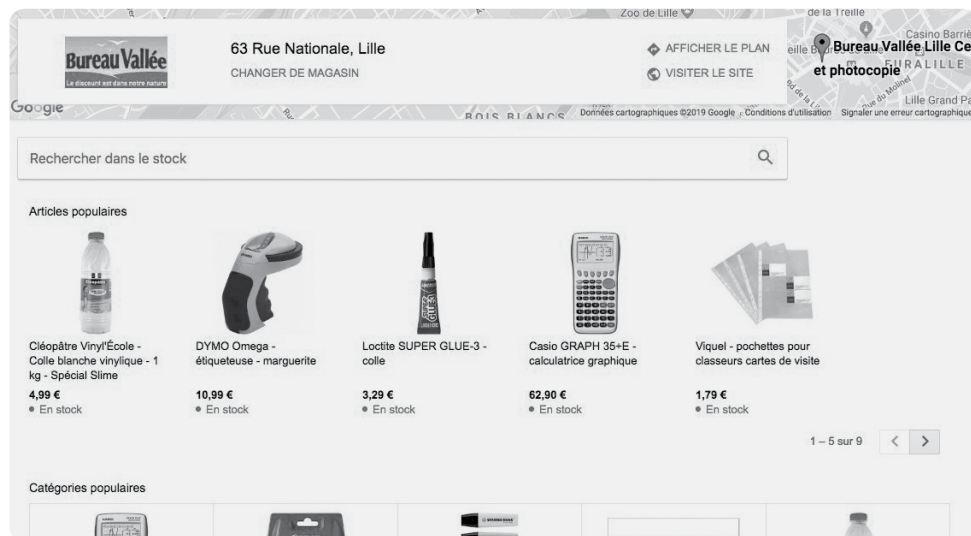 Zoo de Lille
de la Treille
Casino Barriè
Bureau Vallée
Le discount est dans notre nature
63 Rue Nationale, Lille
CHANGER DE MAGASIN
AFFICHER LE PLAN
VISITER LE SITE
Bureau Vallée Lille Ce
et photocopie
EURALILLE
Rue du Molinel
Lille Grand Pa
Google
BOIS BLANCS
Données cartographiques ©2019 Google
Conditions d'utilisation
Signaler une erreur cartographique
Rechercher dans le stock
Articles populaires
Cléopâtre Vinyl'École -
Colle blanche vinylique - 1
kg - Spécial Slime
4,99 €
En stock
DYMO Omega -
étiqueteuse - marguerite
10,99 €
En stock
Loctite SUPER GLUE-3 -
colle
3,29 €
En stock
Casio GRAPH 35+E -
calculatrice graphique
62,90 €
En stock
Viquel - pochettes pour
classeurs cartes de visite
1,79 €
En stock
1 – 5 sur 9
Catégories populaires